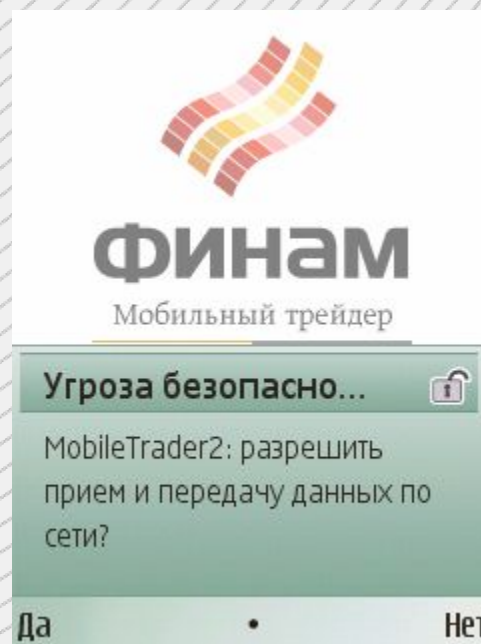 Финам
Мобильный трейдер
Угроза безопасно...
MobileTrader2: разрешить
прием и передачу данных по
сети?
Да
Нет